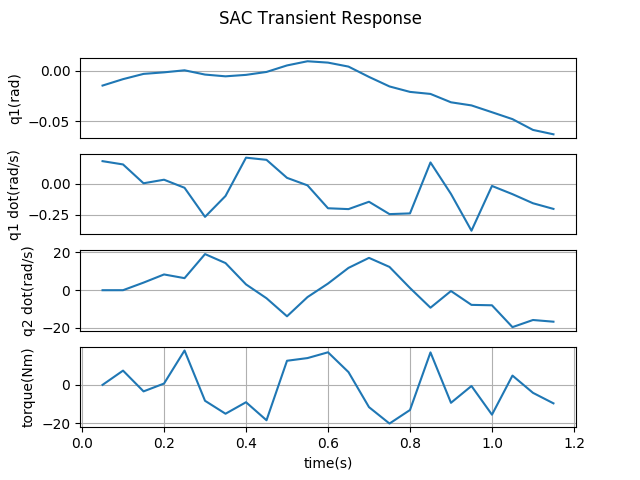 SAC Transient Response
q1(rad)
0.00
−0.05
q1 dot(rad/s)
0.00
−0.25
q2 dot(rad/s)
20
0
−20
torque(Nm)
0
−20
0.0 0.2 0.4 0.6 0.8 1.0 1.2
time(s)